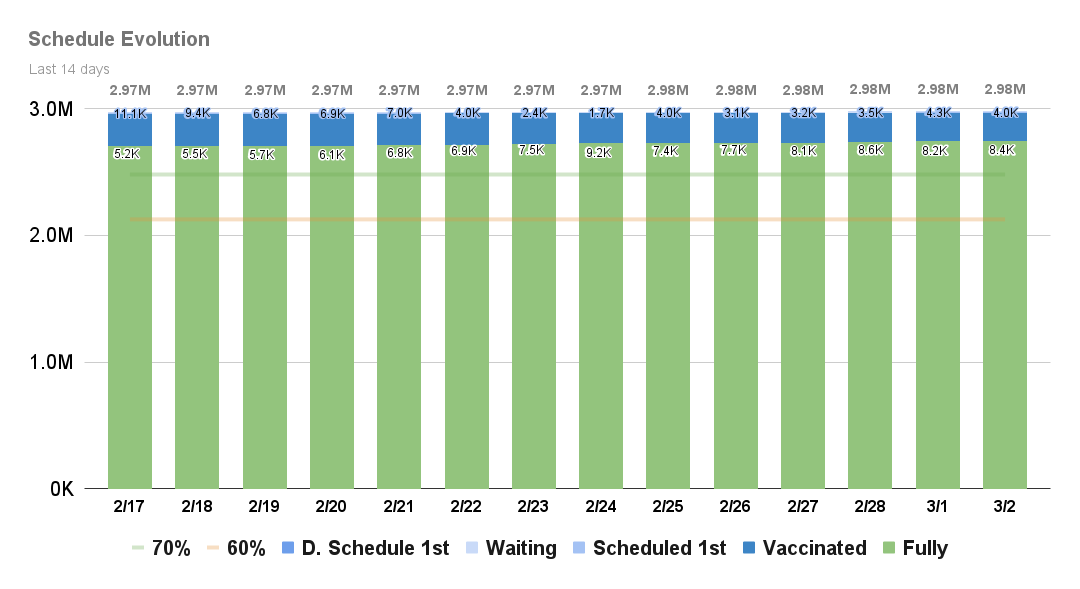 Schedule Evolution
Last 14 days
2.97M 2.97M 2.97M 2.97M 2.97M 2.97M 2.97M 2.97M 2.98M 2.98M 2.98M 2.98M 2.98M 2.98M
3.0M
11.1K 9.4K 6.8K 6.9K 7.0K 4.0K 2.4K 1.7K 4.0K 3.1K 3.2K 3.5K 4.3K 4.0K
5.2K 5.5K 5.7K 6.1K 6.8K 6.9K 7.5K 9.2K 7.4K 7.7K 8.1K 8.6K 8.2K 8.4K
2.0M
1.0M
0K
2/17 2/18 2/19 2/20 2/21 2/22 2/23 2/24 2/25 2/26 2/27 2/28 3/1 3/2
70% 60% D. Schedule 1st Waiting Scheduled 1st Vaccinated Fully